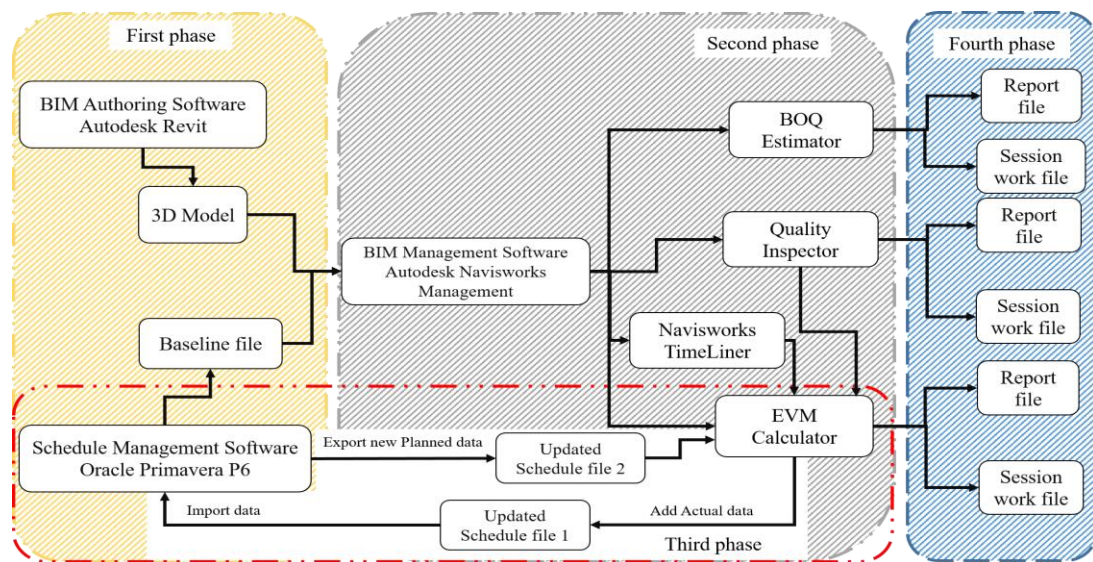 First phase
Second phase
Fourth phase
BIM Authoring Software
Autodesk Revit
3D Model
Baseline file
Schedule Management Software
Oracle Primavera P6
BIM Management Software
Autodesk Navisworks
Management
BOQ
Estimator
Quality
Inspector
Navisworks
TimeLiner
EVM
Calculator
Export new Planned data
Updated
Schedule file 2
Import data
Updated
Schedule file 1
Add Actual data
Third phase
Report
file
Session
work file
Report
file
Session
work file
Report
file
Session
work file